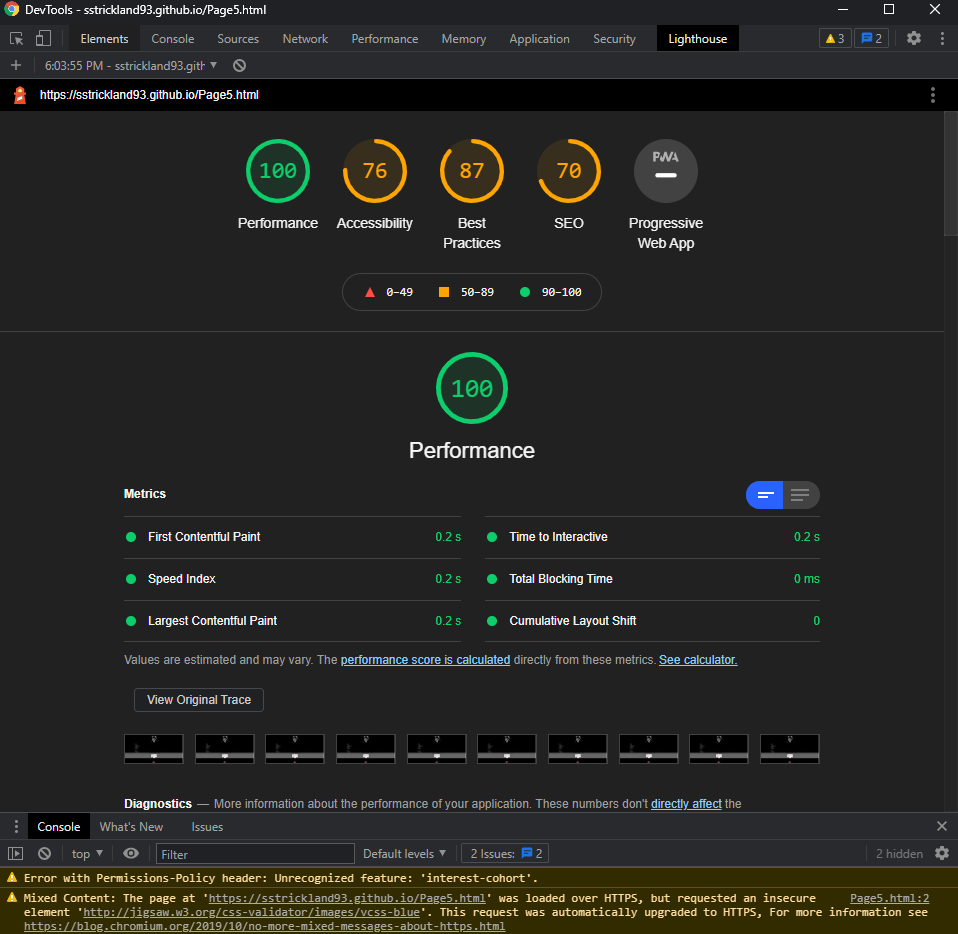 DevTools - sstrickland93.github.io/Page5.html
Elements Console Sources Network Performance Memory Application Security Lighthouse 3 2
6:03:55 PM - sstrickland93.gith
https://sstrickland93.github.io/Page5.html
100 76 87 70 PWA
Performance Accessibility Best Practices SEO Progressive Web App
0–49 50–89 90–100
100
Performance
Metrics
First Contentful Paint 0.2 s Time to Interactive 0.2 s
Speed Index 0.2 s Total Blocking Time 0 ms
Largest Contentful Paint 0.2 s Cumulative Layout Shift 0
Values are estimated and may vary. The performance score is calculated directly from these metrics. See calculator.
View Original Trace
Diagnostics — More information about the performance of your application. These numbers don't directly affect the
Console What's New Issues
top Filter Default levels 2 Issues: 2 2 hidden
Error with Permissions-Policy header: Unrecognized feature: 'interest-cohort'.
Mixed Content: The page at 'https://sstrickland93.github.io/Page5.html' was loaded over HTTPS, but requested an insecure Page5.html:2
element 'http://jigsaw.w3.org/css-validator/images/vcss-blue'. This request was automatically upgraded to HTTPS, For more information see
https://blog.chromium.org/2019/10/no-more-mixed-messages-about-https.html